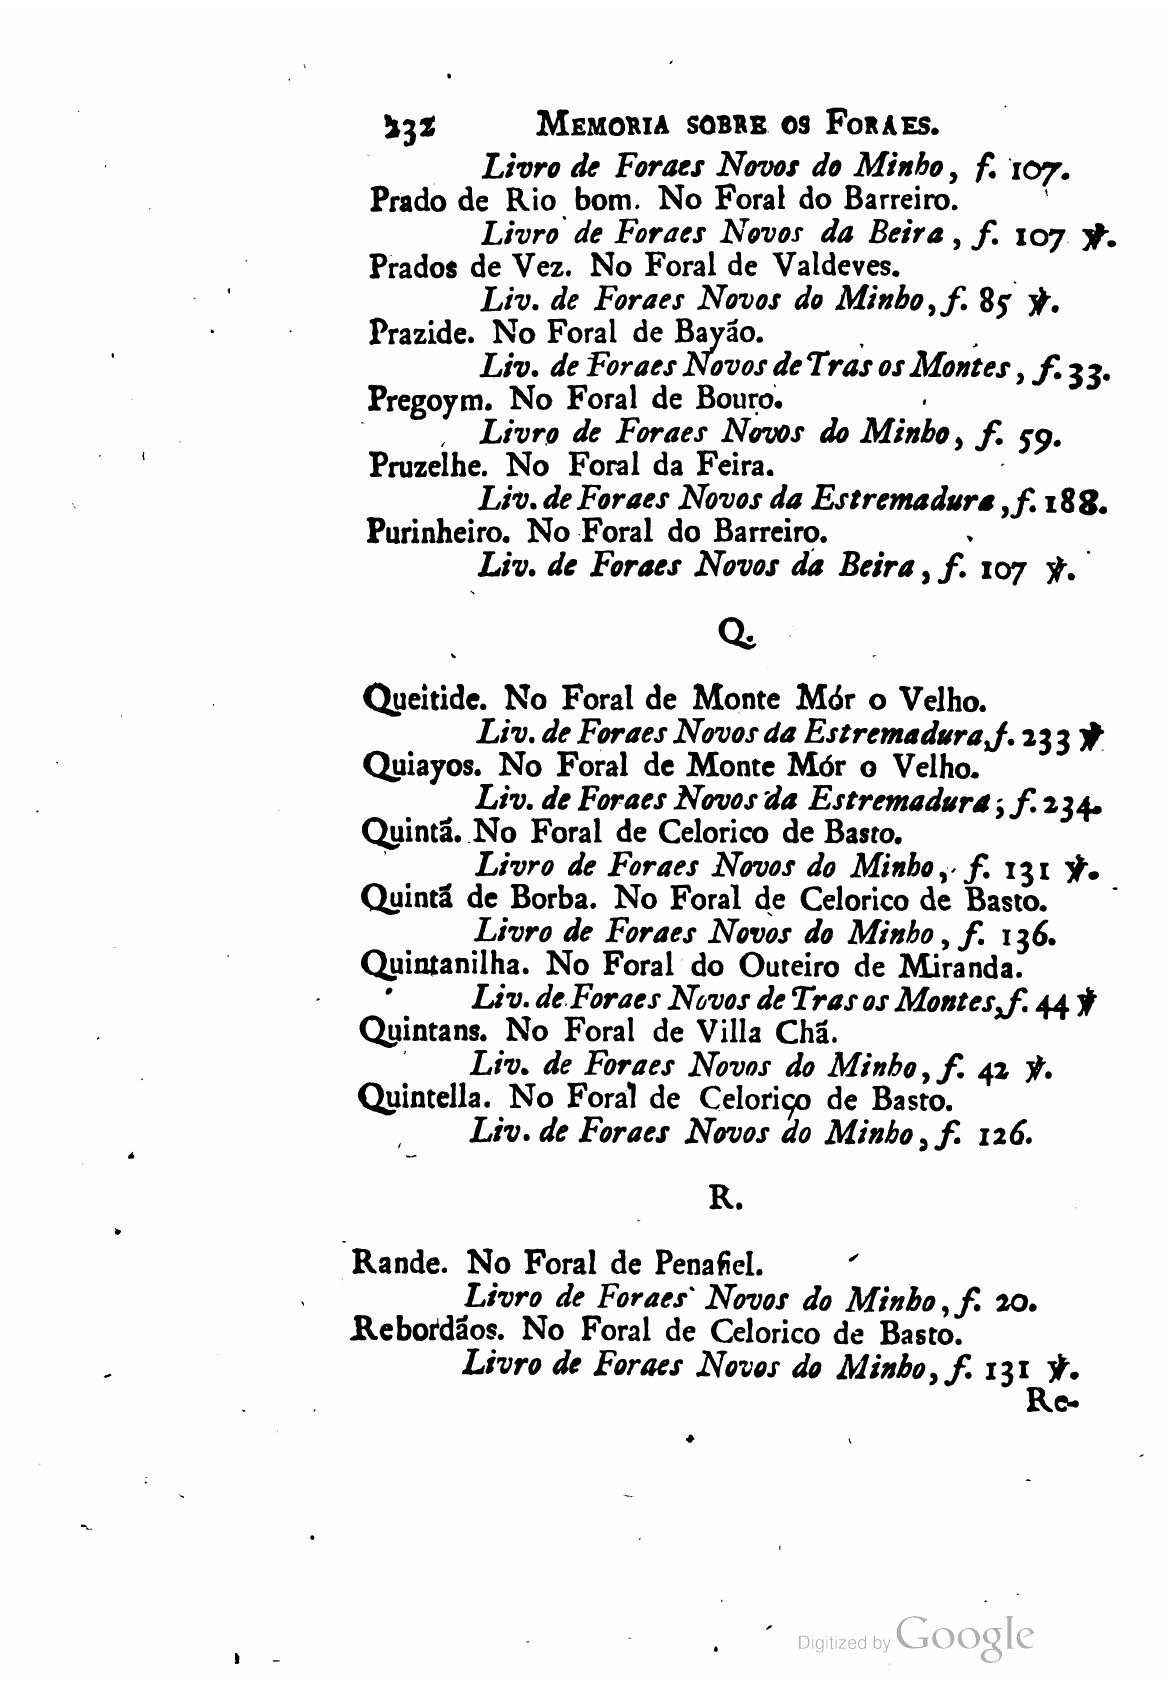 232 MEMORIA SOBRE OS FORAES.
Livro de Foraes Novos do Minho, f. 107.
Prado de Rio bom. No Foral do Barreiro.
Livro de Foraes Novos da Beira, f. 107 ℣.
Prados de Vez. No Foral de Valdeves.
Liv. de Foraes Novos do Minho, f. 85 ℣.
Prazide. No Foral de Bayão.
Liv. de Foraes Novos de Tras os Montes, f. 33.
Pregoym. No Foral de Bouro.
Livro de Foraes Novos do Minho, f. 59.
Pruzelhe. No Foral da Feira.
Liv. de Foraes Novos da Estremadura, f. 188.
Purinheiro. No Foral do Barreiro.
Liv. de Foraes Novos da Beira, f. 107 ℣.
Q.
Queitide. No Foral de Monte Mór o Velho.
Liv. de Foraes Novos da Estremadura, f. 233 ℣
Quiayos. No Foral de Monte Mór o Velho.
Liv. de Foraes Novos da Estremadura, f. 234.
Quintã. No Foral de Celorico de Basto.
Livro de Foraes Novos do Minho, f. 131 ℣.
Quintã de Borba. No Foral de Celorico de Basto.
Livro de Foraes Novos do Minho, f. 136.
Quintanilha. No Foral do Outeiro de Miranda.
Liv. de Foraes Novos de Tras os Montes, f. 44 ℣
Quintans. No Foral de Villa Chã.
Liv. de Foraes Novos do Minho, f. 42 ℣.
Quintella. No Foral de Celoriço de Basto.
Liv. de Foraes Novos do Minho, f. 126.
R.
Rande. No Foral de Penafiel.
Livro de Foraes Novos do Minho, f. 20.
Rebordãos. No Foral de Celorico de Basto.
Livro de Foraes Novos do Minho, f. 131 ℣.
Re-
Digitized by Google